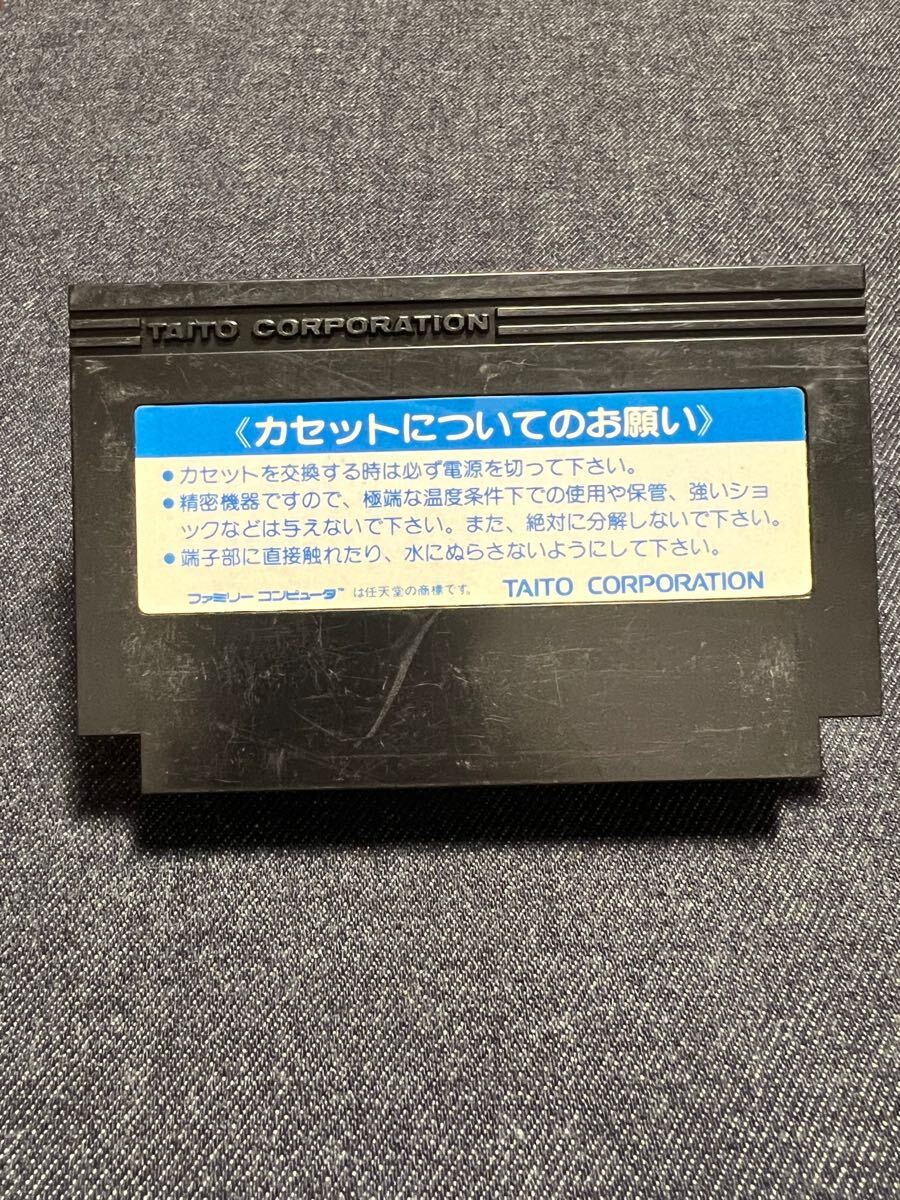 TAITO CORPORATION
《カセットについてのお願い》
●カセットを交換する時は必ず電源を切って下さい。
●精密機器ですので、極端な温度条件下での使用や保管、強いショ
ックなどは与えないで下さい。また、絶対に分解しないで下さい。
●端子部に直接触れたり、水にぬらさないようにして下さい。
ファミリーコンピュータ™は任天堂の商標です。 TAITO CORPORATION